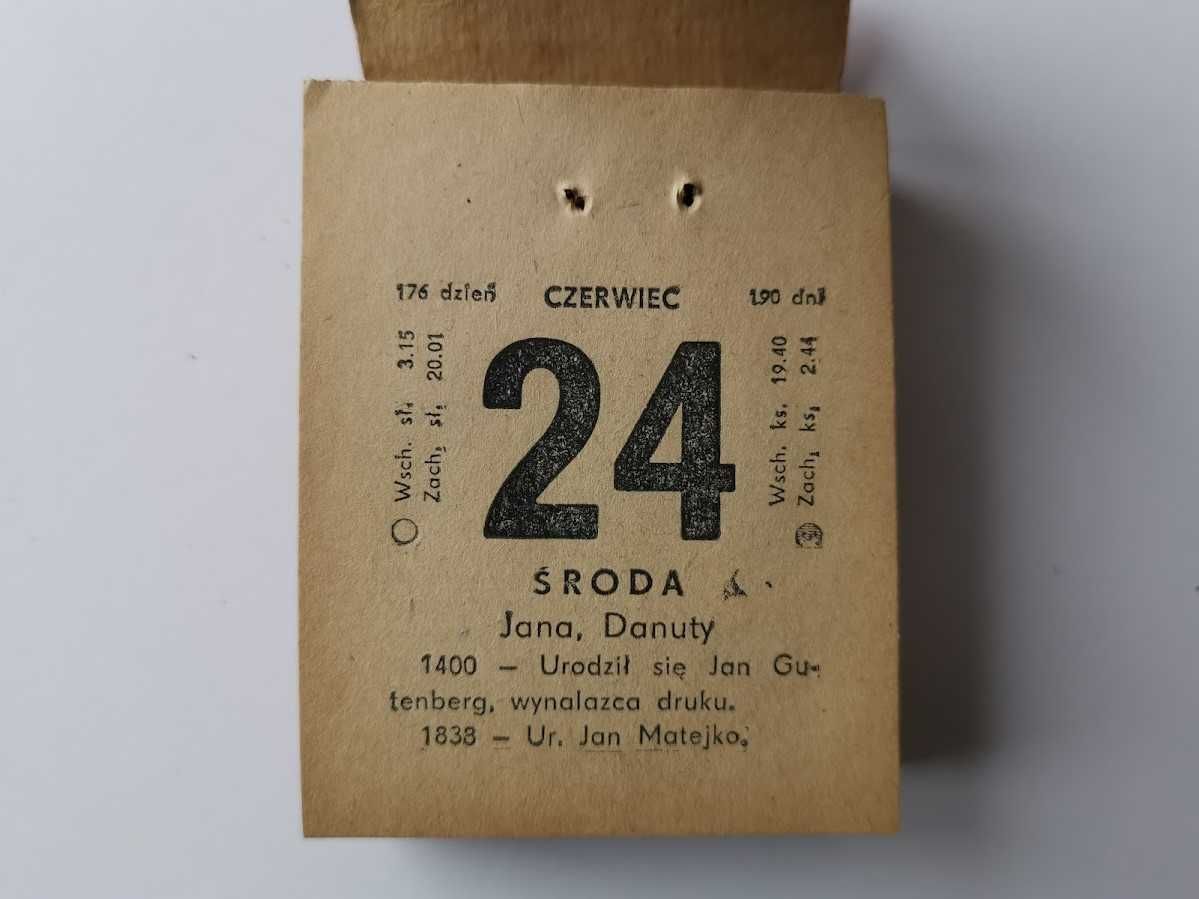 176 dzień CZERWIEC 190 dni
Wsch. sł. 3.15
Zach. sł. 20.01
24
Wsch. ks. 19.40
Zach. ks. 2.44
ŚRODA
Jana, Danuty
1400 — Urodził się Jan Gu-
tenberg, wynalazca druku.
1838 — Ur. Jan Matejko.